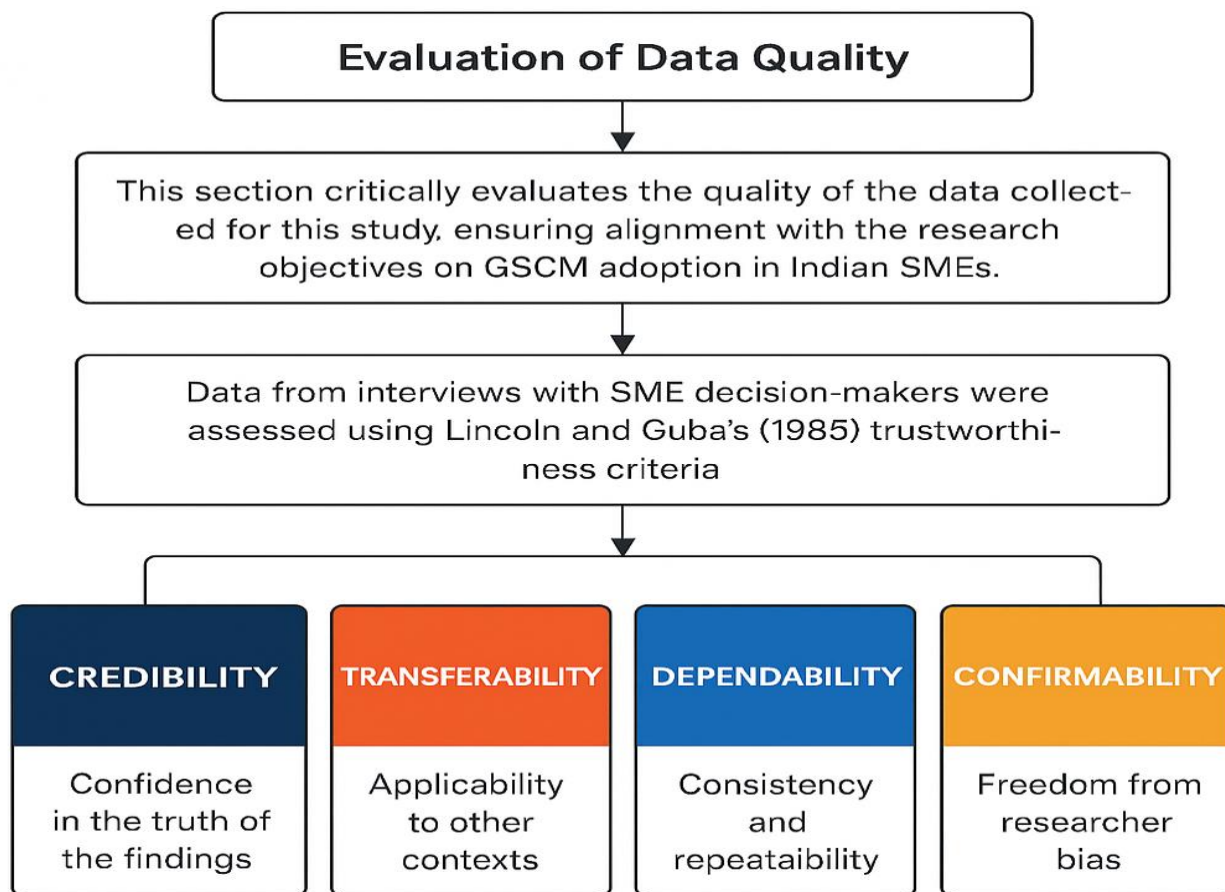 Evaluation of Data Quality
This section critically evaluates the quality of the data collect-
ed for this study, ensuring alignment with the research
objectives on GSCM adoption in Indian SMEs.
Data from interviews with SME decision-makers were
assessed using Lincoln and Guba's (1985) trustworthi-
ness criteria
CREDIBILITY
Confidence
in the truth of
the findings
TRANSFERABILITY
Applicability
to other
contexts
DEPENDABILITY
Consistency
and
repeataibility
CONFIRMABILITY
Freedom from
researcher
bias